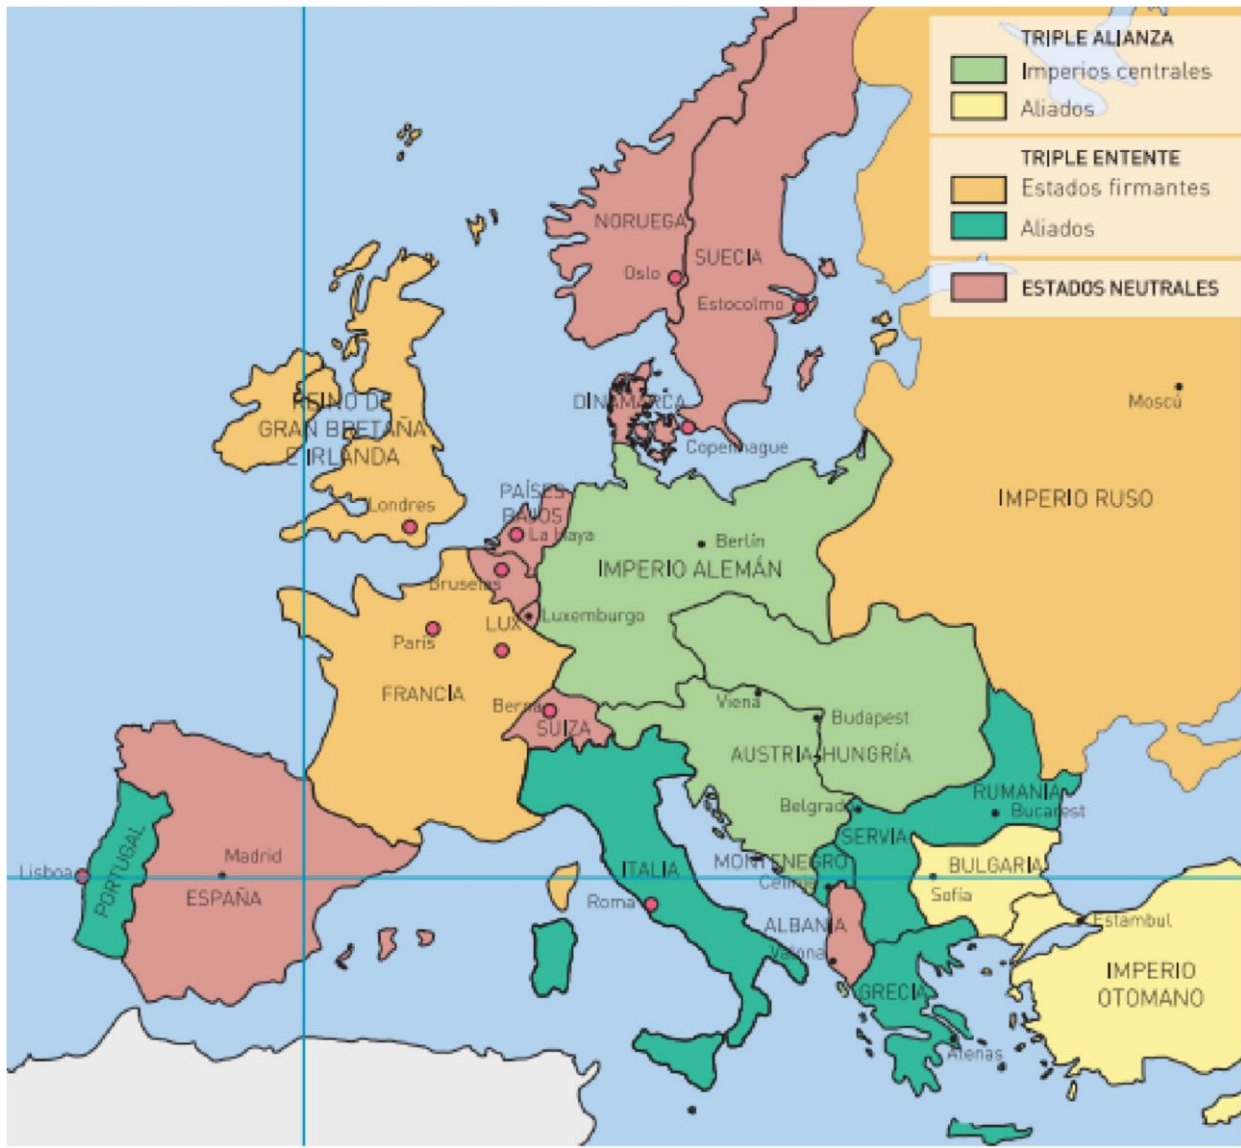 TRIPLE ALIANZA
Imperios centrales
Aliados
TRIPLE ENTENTE
Estados firmantes
Aliados
ESTADOS NEUTRALES
NORUEGA
SUECIA
Oslo
Estocolmo
Moscú
DINAMARCA
Copenhague
REINO DE
GRAN BRETAÑA
E IRLANDA
Londres
PAÍSES
BAJOS
La Haya
IMPERIO RUSO
Berlín
IMPERIO ALEMÁN
Bruselas
Luxemburgo
LUX
París
FRANCIA
Berna
SUIZA
Viena
Budapest
AUSTRIA-HUNGRÍA
Belgrado
RUMANIA
Bucarest
SERVIA
PORTUGAL
Lisboa
Madrid
ESPAÑA
ITALIA
Roma
MONTENEGRO
Cetinje
BULGARIA
Sofía
ALBANIA
Valona
Estambul
IMPERIO
OTOMANO
GRECIA
Atenas